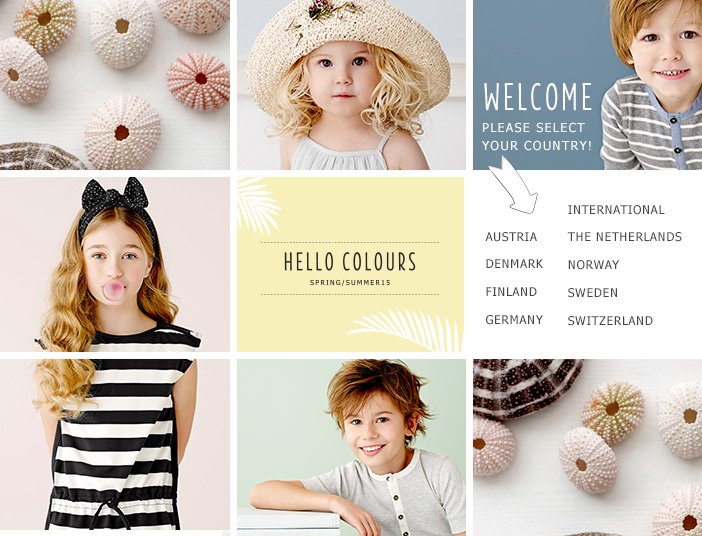 WELCOME
PLEASE SELECT
YOUR COUNTRY!
HELLO COLOURS
SPRING/SUMMER15
INTERNATIONAL
AUSTRIA THE NETHERLANDS
DENMARK NORWAY
FINLAND SWEDEN
GERMANY SWITZERLAND